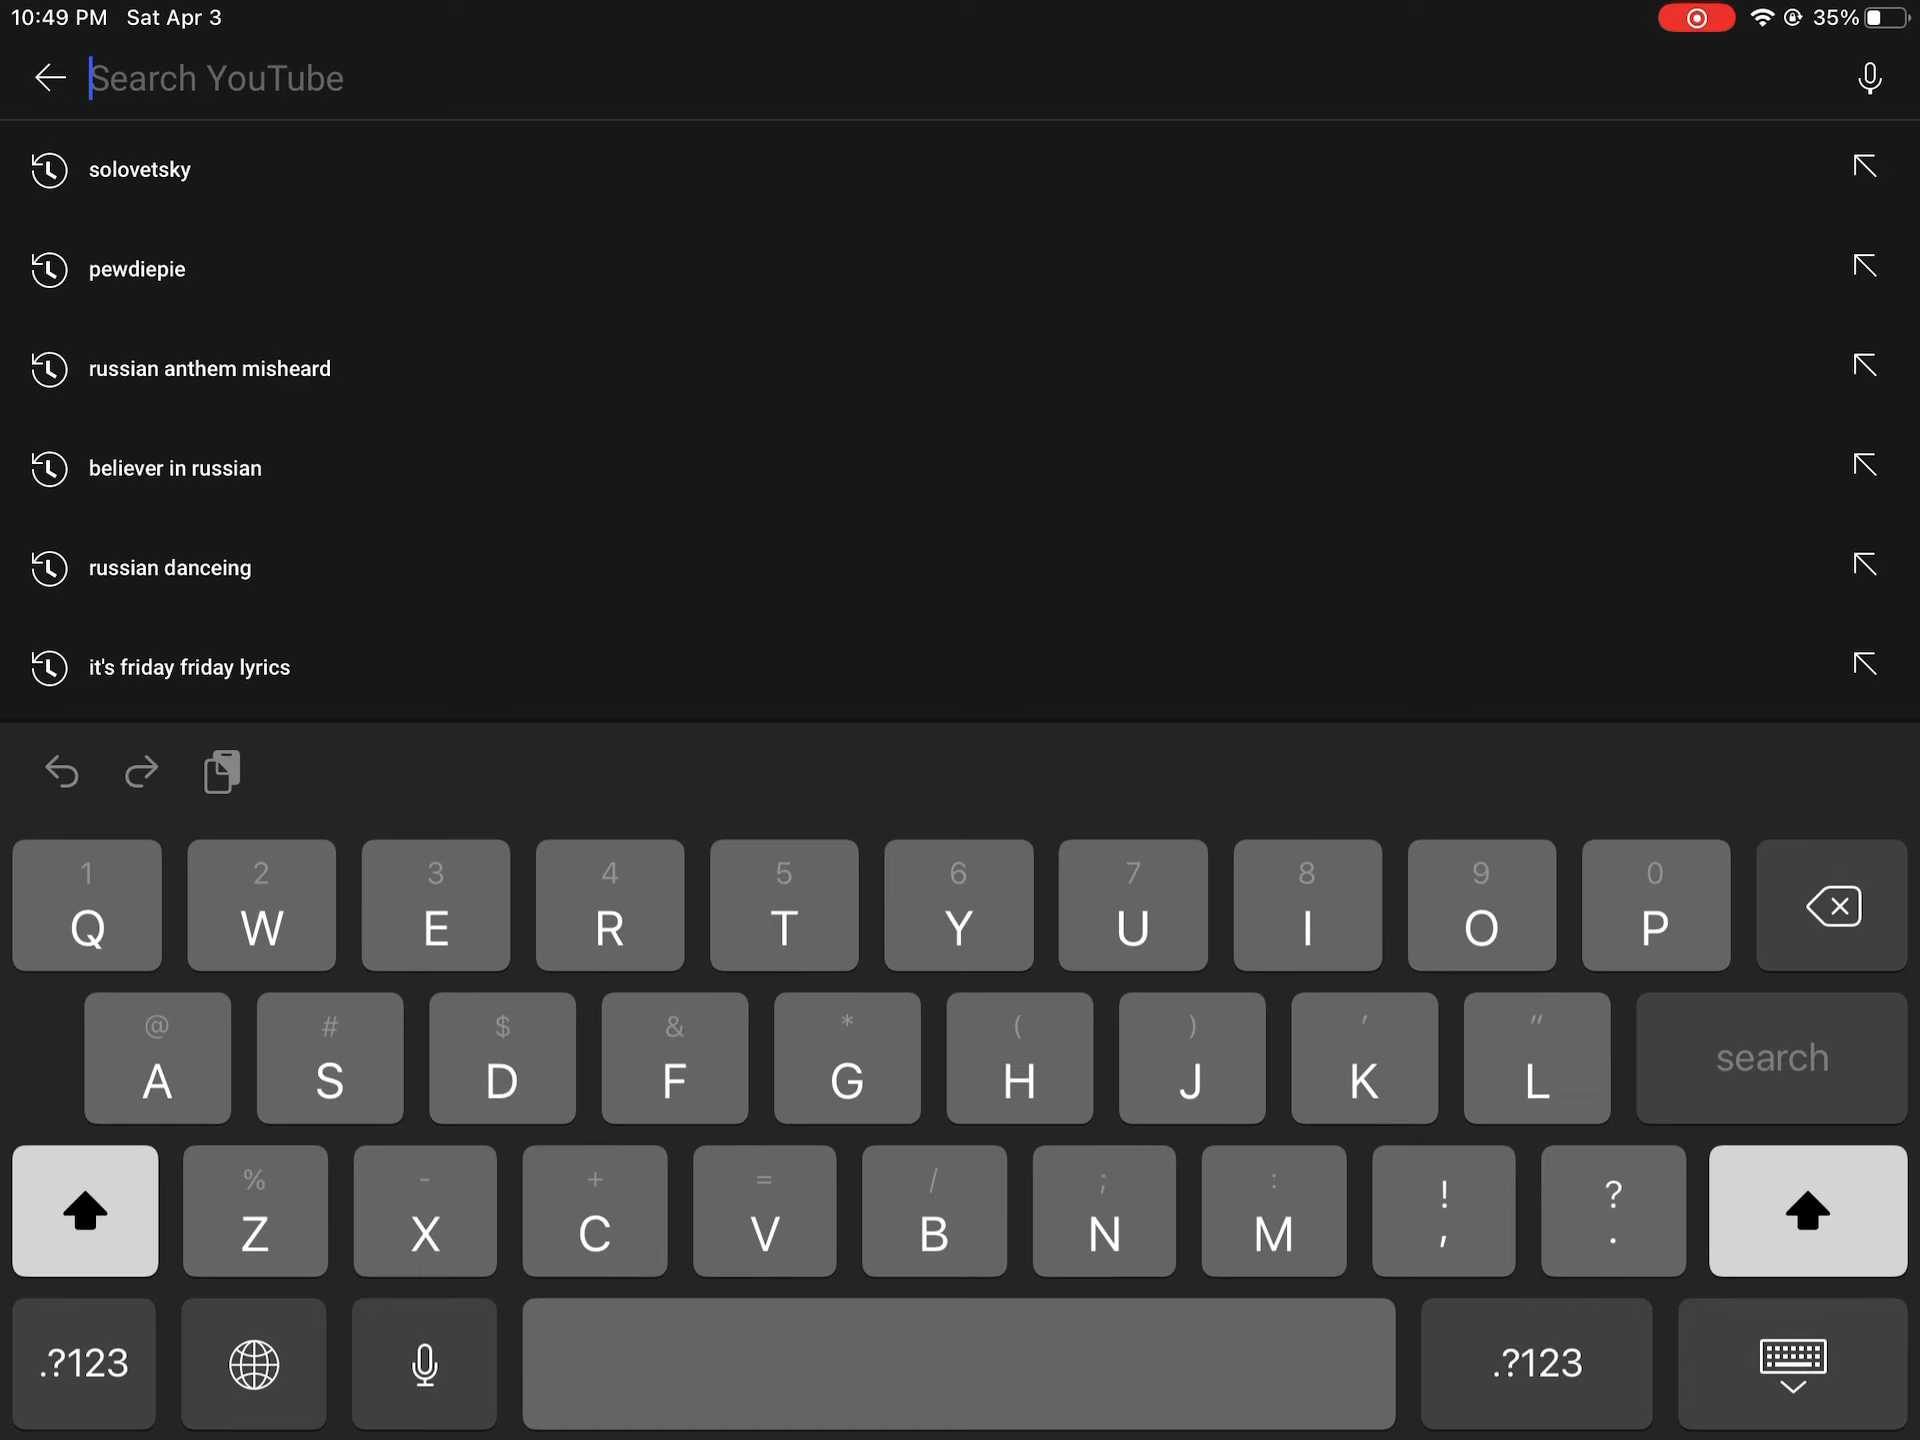 10:49 PM Sat Apr 3
35%
Search YouTube
solovetsky
pewdiepie
russian anthem misheard
believer in russian
russian danceing
it's friday friday lyrics
1 2 3 4 5 6 7 8 9 0
Q W E R T Y U I O P
@ # $ & * ( ) ' "
A S D F G H J K L search
% - + = / ; : ! ?
Z X C V B N M , .
.?123 .?123